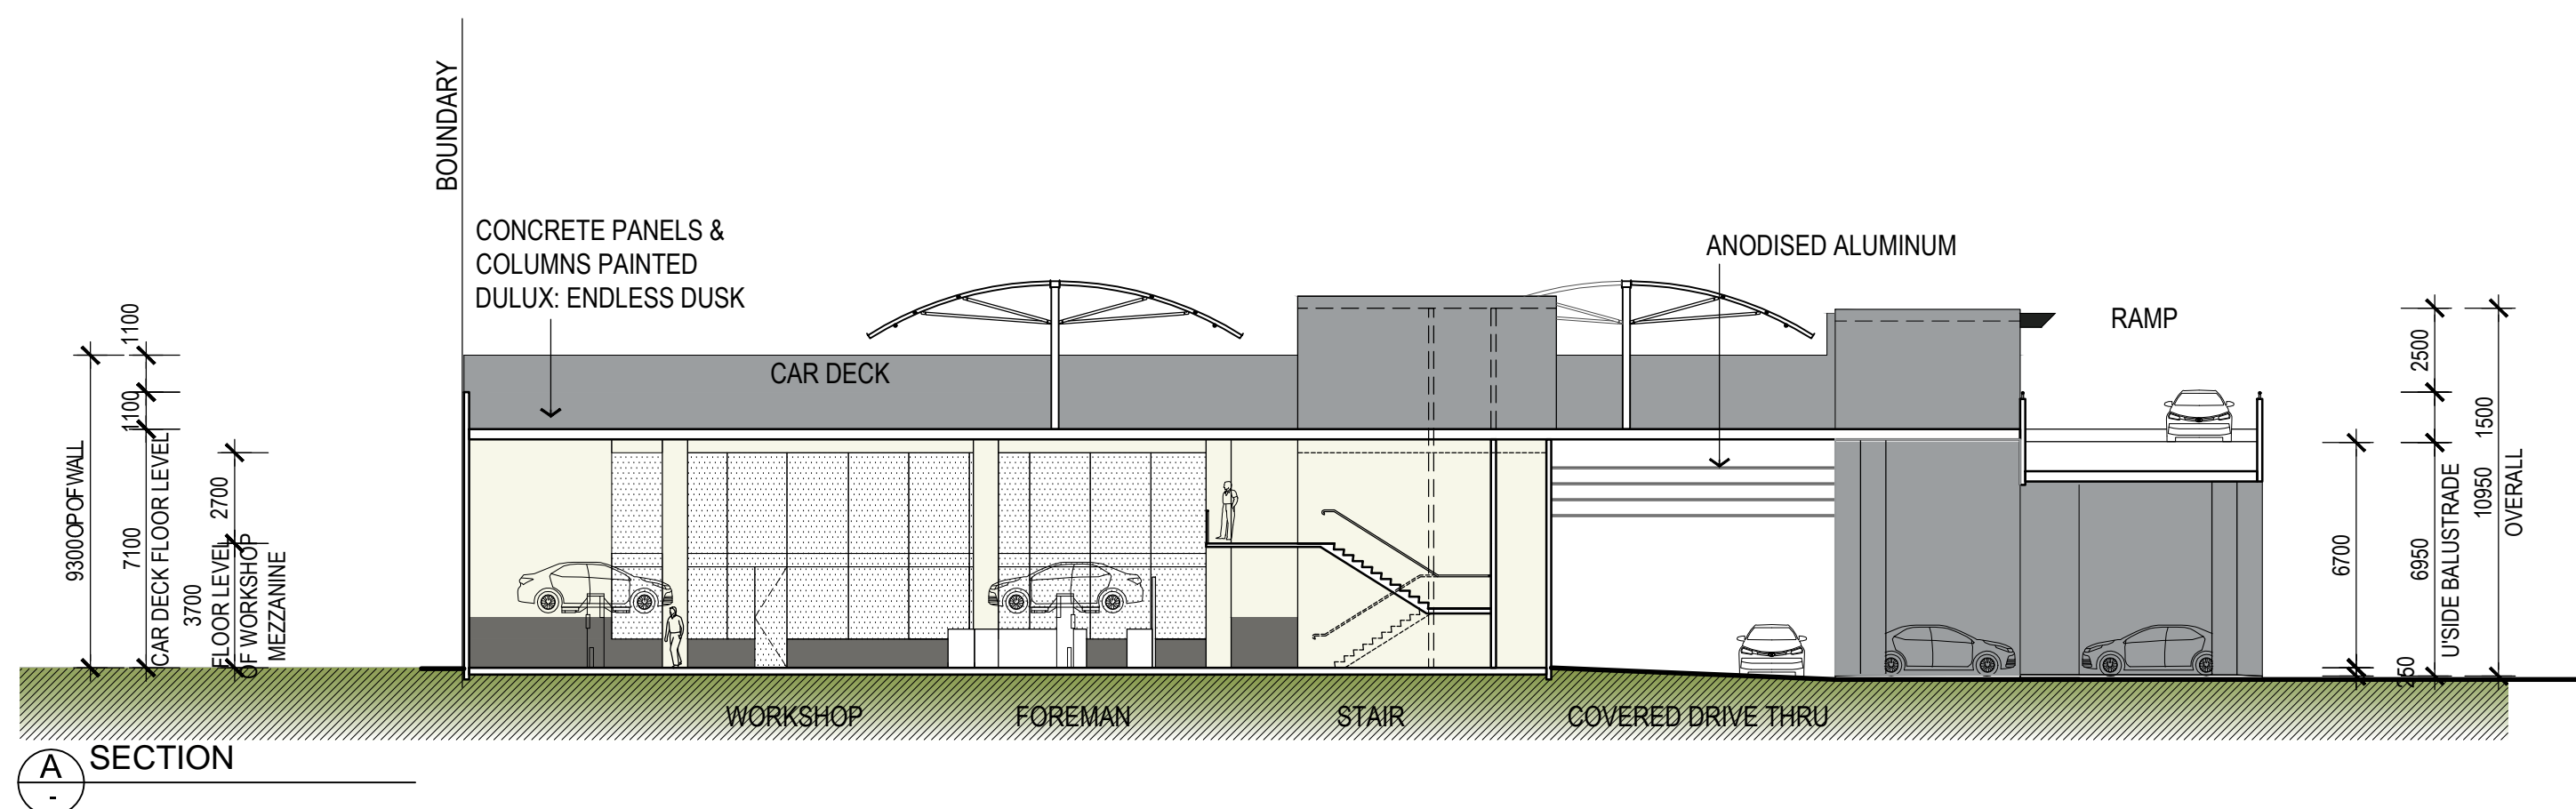 BOUNDARY
CONCRETE PANELS &
COLUMNS PAINTED
DULUX: ENDLESS DUSK
ANODISED ALUMINUM
RAMP
CAR DECK
9300OP OF WALL
1100
1100
7100
CAR DECK FLOOR LEVEL
2700
3700
FLOOR LEVEL
OF WORKSHOP
MEZZANINE
6700
2500
6950
250
U'SIDE BALUSTRADE
1500
10950
OVERALL
WORKSHOP
FOREMAN
STAIR
COVERED DRIVE THRU
A
-
SECTION